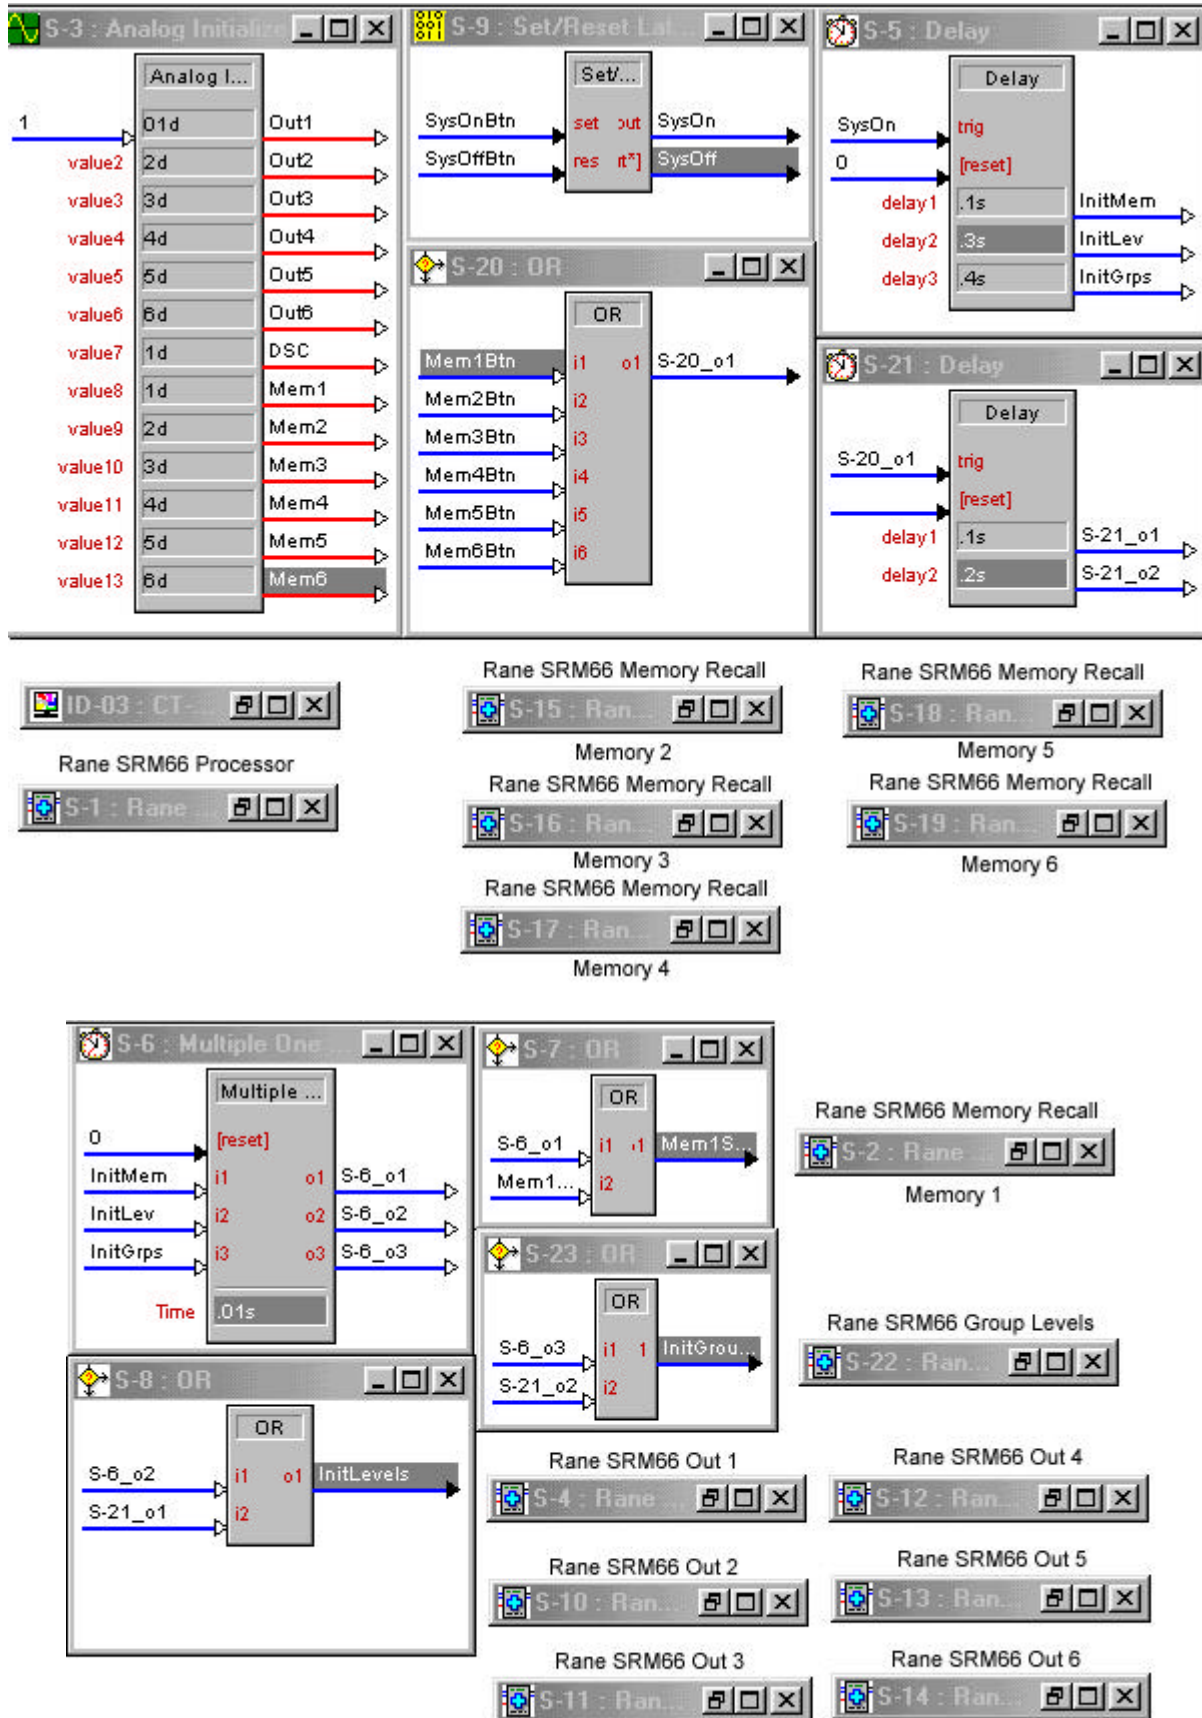 S-3 : Analog Initialize
Analog I...
1
01d
Out1
value2
2d
Out2
value3
3d
Out3
value4
4d
Out4
value5
5d
Out5
value6
6d
Out6
value7
1d
DSC
value8
1d
Mem1
value9
2d
Mem2
value10
3d
Mem3
value11
4d
Mem4
value12
5d
Mem5
value13
6d
Mem6
S-9 : Set/Reset Lat...
Set/...
SysOnBtn
set
out
SysOn
SysOffBtn
res
rt*]
SysOff
S-20 : OR
OR
Mem1Btn
i1
o1
S-20_o1
Mem2Btn
i2
Mem3Btn
i3
Mem4Btn
i4
Mem5Btn
i5
Mem6Btn
i6
S-5 : Delay
Delay
SysOn
trig
0
[reset]
delay1
.1s
InitMem
delay2
.3s
InitLev
delay3
.4s
InitGrps
S-21 : Delay
Delay
S-20_o1
trig
[reset]
delay1
.1s
S-21_o1
delay2
.2s
S-21_o2
ID-03 : CT-...
Rane SRM66 Processor
S-1 : Rane ...
Rane SRM66 Memory Recall
S-15 : Ran...
Memory 2
Rane SRM66 Memory Recall
S-16 : Ran...
Memory 3
Rane SRM66 Memory Recall
S-17 : Ran...
Memory 4
Rane SRM66 Memory Recall
S-18 : Ran...
Memory 5
Rane SRM66 Memory Recall
S-19 : Ran...
Memory 6
S-6 : Multiple One ...
Multiple ...
0
[reset]
InitMem
i1
o1
S-6_o1
InitLev
i2
o2
S-6_o2
InitGrps
i3
o3
S-6_o3
Time
.01s
S-7 : OR
OR
S-6_o1
i1
Mem1S...
Mem1...
i2
Rane SRM66 Memory Recall
S-2 : Rane ...
Memory 1
S-23 : OR
OR
S-6_o3
i1
1
InitGrou...
S-21_o2
i2
Rane SRM66 Group Levels
S-22 : Ran...
S-8 : OR
OR
S-6_o2
i1
o1
InitLevels
S-21_o1
i2
Rane SRM66 Out 1
S-4 : Rane ...
Rane SRM66 Out 4
S-12 : Ran...
Rane SRM66 Out 2
S-10 : Ran...
Rane SRM66 Out 5
S-13 : Ran...
Rane SRM66 Out 3
S-11 : Ran...
Rane SRM66 Out 6
S-14 : Ran...